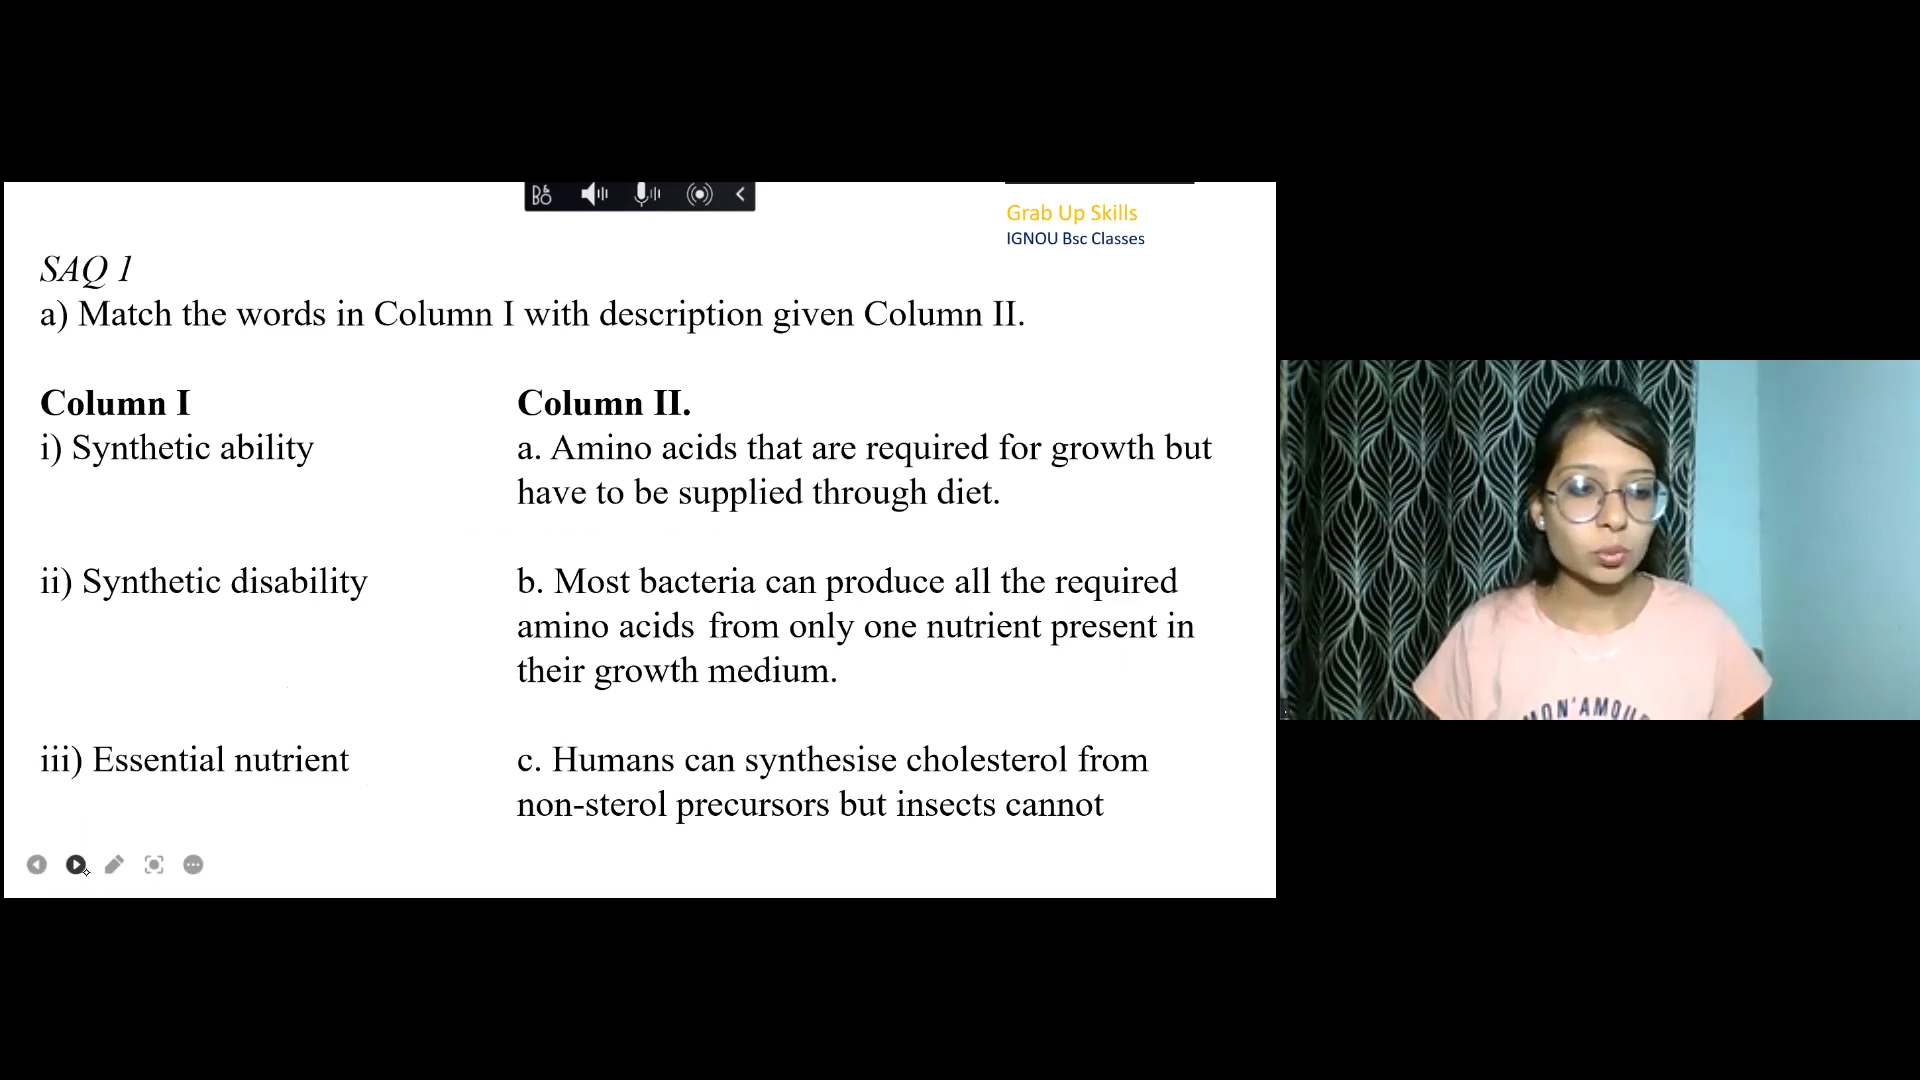 Grab Up Skills
IGNOU Bsc Classes
SAQ 1
a) Match the words in Column I with description given Column II.
Column I
Column II.
i) Synthetic ability
a. Amino acids that are required for growth but
have to be supplied through diet.
ii) Synthetic disability
b. Most bacteria can produce all the required
amino acids from only one nutrient present in
their growth medium.
iii) Essential nutrient
c. Humans can synthesise cholesterol from
non-sterol precursors but insects cannot
MON'AMOUR